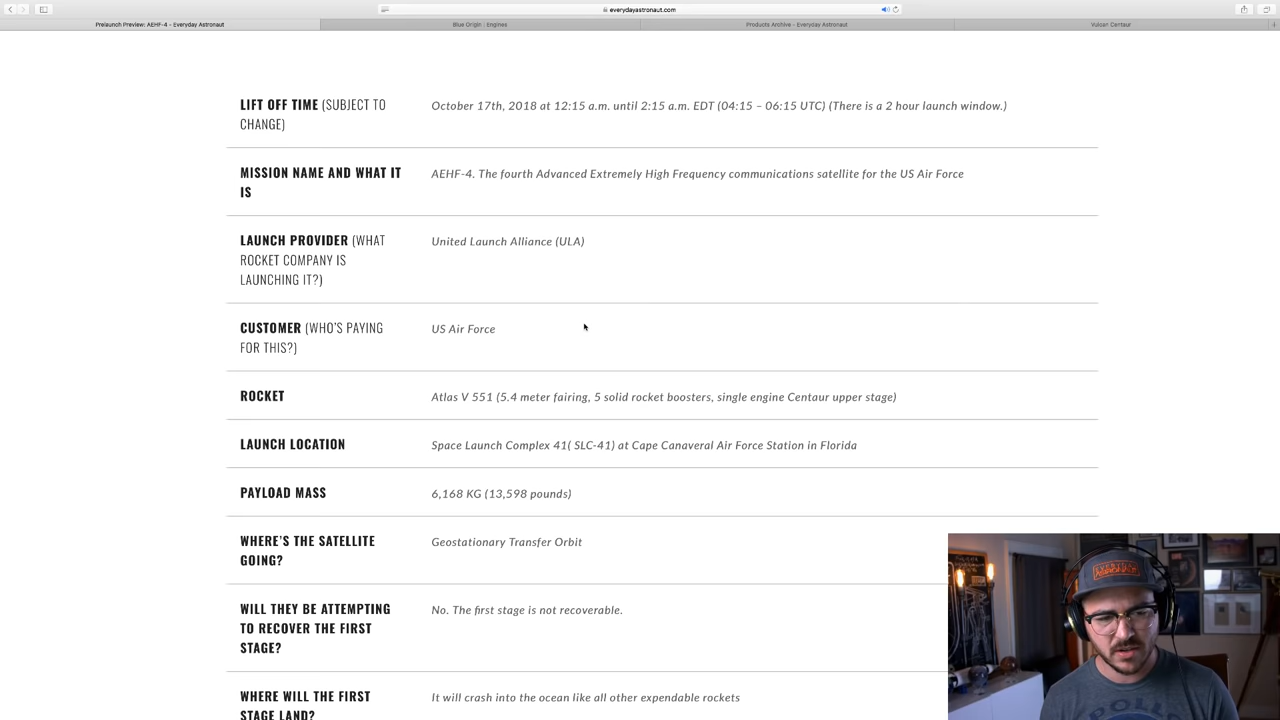 everydayastronaut.com
Prelaunch Preview: AEHF-4 - Everyday Astronaut
Blue Origin | Engines
Products Archive - Everyday Astronaut
Vulcan Centaur
LIFT OFF TIME (SUBJECT TO
CHANGE)
October 17th, 2018 at 12:15 a.m. until 2:15 a.m. EDT (04:15 – 06:15 UTC) (There is a 2 hour launch window.)
MISSION NAME AND WHAT IT
IS
AEHF-4. The fourth Advanced Extremely High Frequency communications satellite for the US Air Force
LAUNCH PROVIDER (WHAT
ROCKET COMPANY IS
LAUNCHING IT?)
United Launch Alliance (ULA)
CUSTOMER (WHO'S PAYING
FOR THIS?)
US Air Force
ROCKET
Atlas V 551 (5.4 meter fairing, 5 solid rocket boosters, single engine Centaur upper stage)
LAUNCH LOCATION
Space Launch Complex 41( SLC-41) at Cape Canaveral Air Force Station in Florida
PAYLOAD MASS
6,168 KG (13,598 pounds)
WHERE'S THE SATELLITE
GOING?
Geostationary Transfer Orbit
WILL THEY BE ATTEMPTING
TO RECOVER THE FIRST
STAGE?
No. The first stage is not recoverable.
WHERE WILL THE FIRST
STAGE LAND?
It will crash into the ocean like all other expendable rockets
EVERYDAY
ASTRONAUT